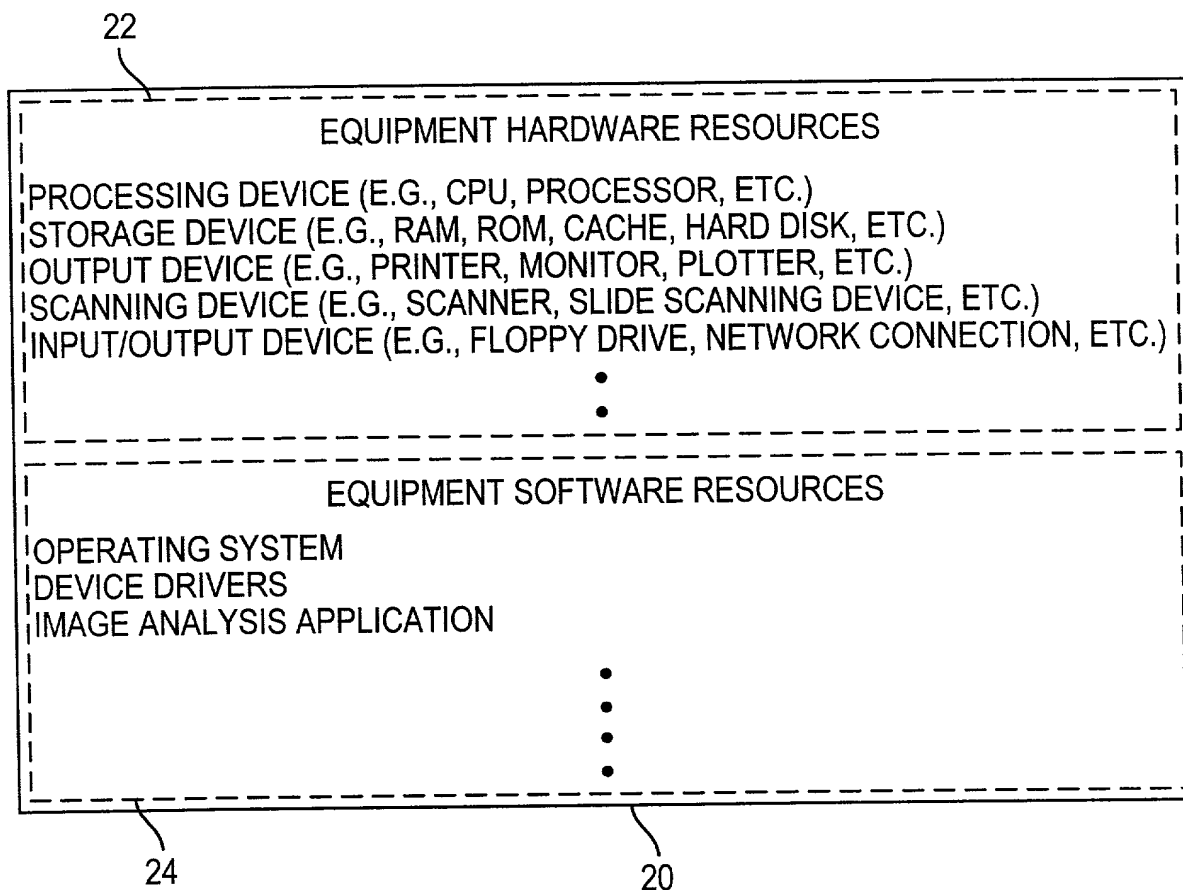 22
EQUIPMENT HARDWARE RESOURCES
PROCESSING DEVICE (E.G., CPU, PROCESSOR, ETC.)
STORAGE DEVICE (E.G., RAM, ROM, CACHE, HARD DISK, ETC.)
OUTPUT DEVICE (E.G., PRINTER, MONITOR, PLOTTER, ETC.)
SCANNING DEVICE (E.G., SCANNER, SLIDE SCANNING DEVICE, ETC.)
INPUT/OUTPUT DEVICE (E.G., FLOPPY DRIVE, NETWORK CONNECTION, ETC.)
EQUIPMENT SOFTWARE RESOURCES
OPERATING SYSTEM
DEVICE DRIVERS
IMAGE ANALYSIS APPLICATION
24
20